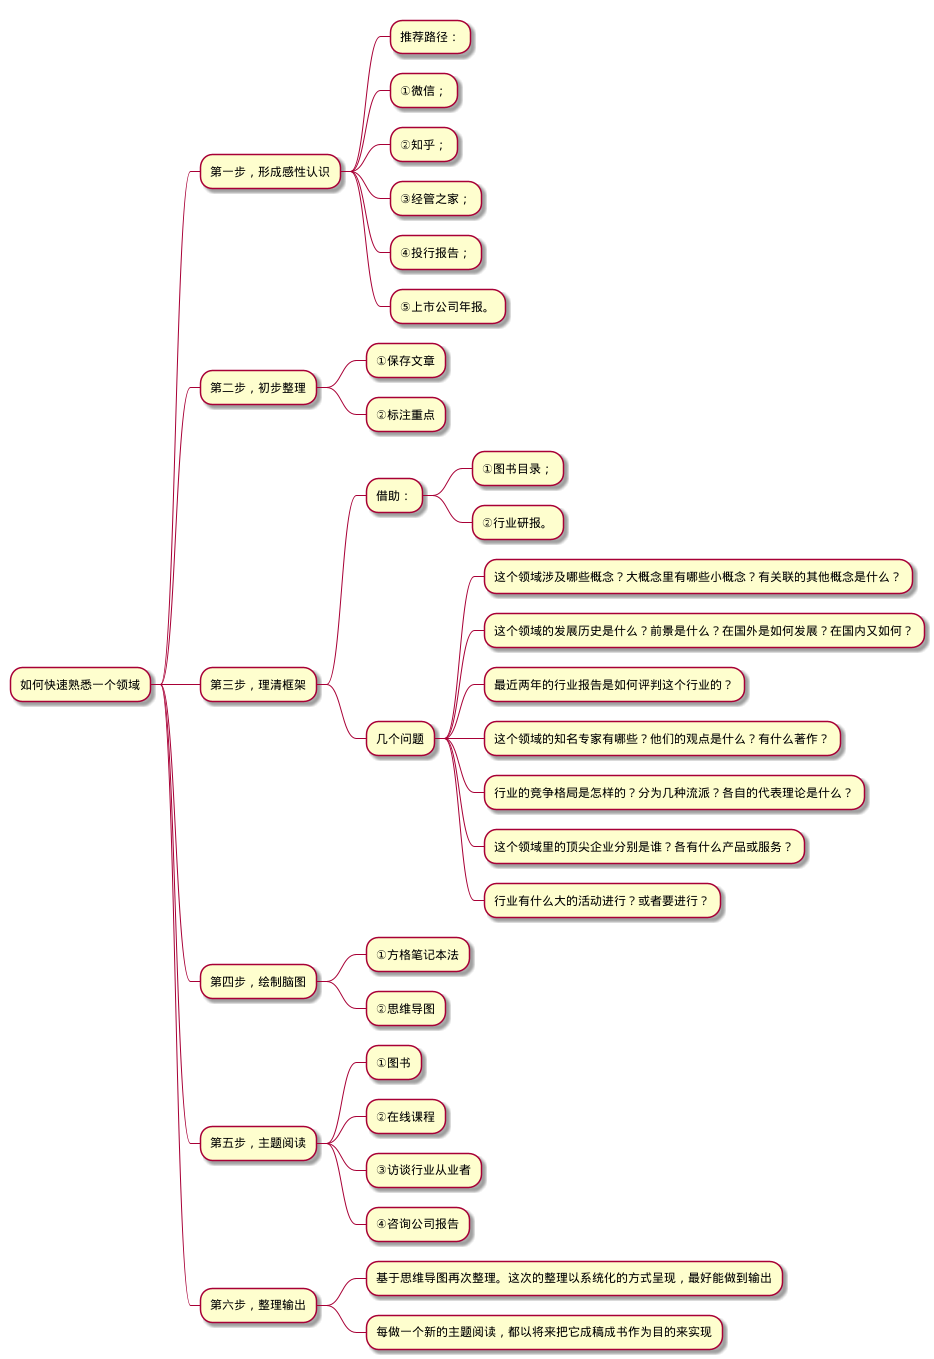 如何快速熟悉一个领域
第一步，形成感性认识
推荐路径：
①微信；
②知乎；
③经管之家；
④投行报告；
⑤上市公司年报。
第二步，初步整理
①保存文章
②标注重点
第三步，理清框架
借助：
①图书目录；
②行业研报。
几个问题
这个领域涉及哪些概念？大概念里有哪些小概念？有关联的其他概念是什么？
这个领域的发展历史是什么？前景是什么？在国外是如何发展？在国内又如何？
最近两年的行业报告是如何评判这个行业的？
这个领域的知名专家有哪些？他们的观点是什么？有什么著作？
行业的竞争格局是怎样的？分为几种流派？各自的代表理论是什么？
这个领域里的顶尖企业分别是谁？各有什么产品或服务？
行业有什么大的活动进行？或者要进行？
第四步，绘制脑图
①方格笔记本法
②思维导图
第五步，主题阅读
①图书
②在线课程
③访谈行业从业者
④咨询公司报告
第六步，整理输出
基于思维导图再次整理。这次的整理以系统化的方式呈现，最好能做到输出
每做一个新的主题阅读，都以将来把它成稿成书作为目的来实现